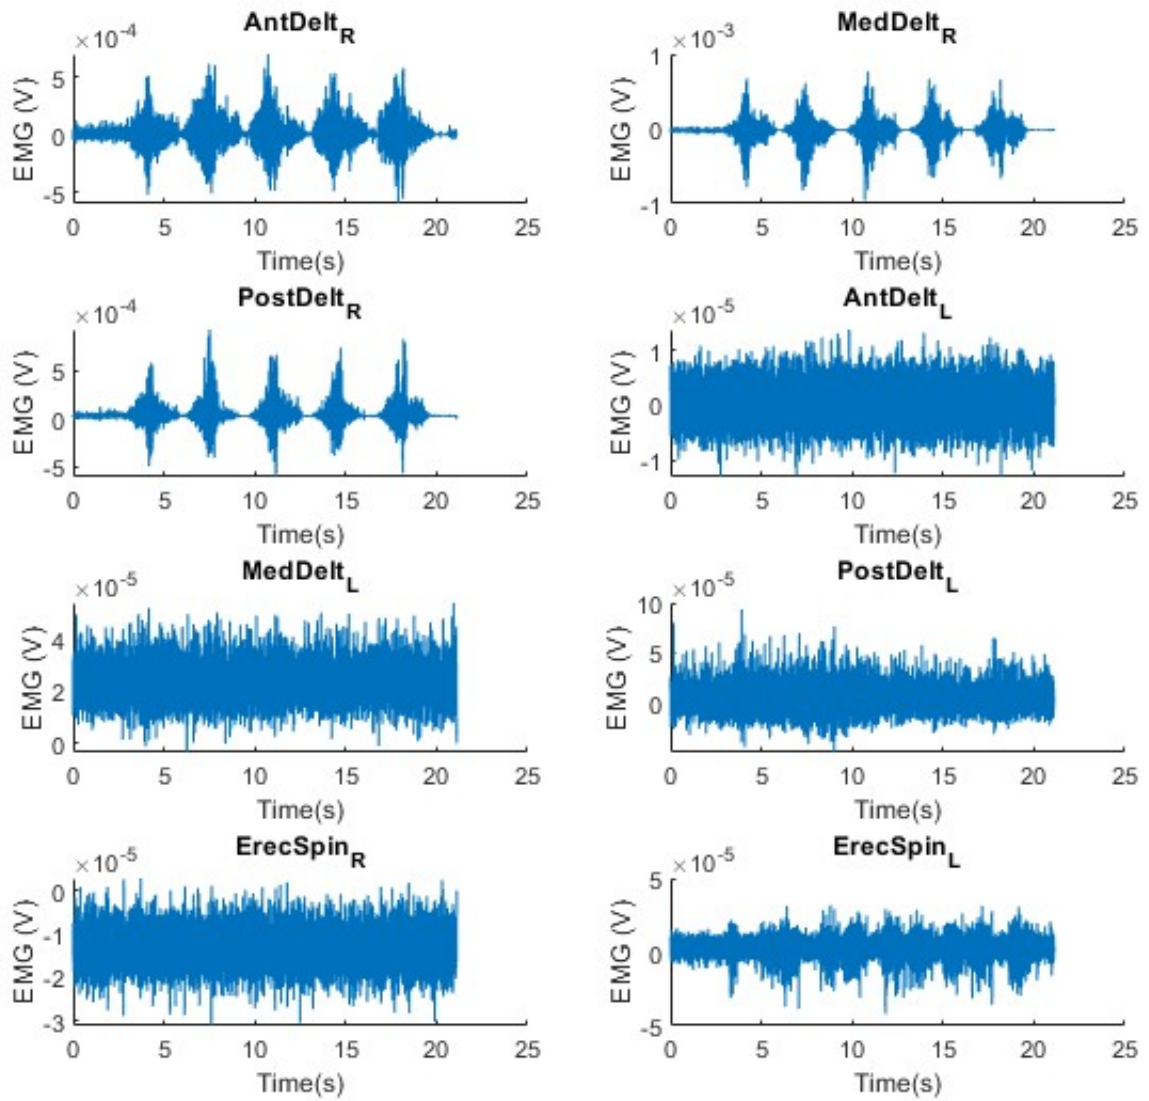 AntDelt_R
×10^-4
5
0
-5
EMG (V)
0 5 10 15 20 25
Time(s)
MedDelt_R
×10^-3
1
0
-1
EMG (V)
0 5 10 15 20 25
Time(s)
PostDelt_R
×10^-4
5
0
-5
EMG (V)
0 5 10 15 20 25
Time(s)
AntDelt_L
×10^-5
1
0
-1
EMG (V)
0 5 10 15 20 25
Time(s)
MedDelt_L
×10^-5
4
2
0
EMG (V)
0 5 10 15 20 25
Time(s)
PostDelt_L
×10^-5
10
5
0
EMG (V)
0 5 10 15 20 25
Time(s)
ErecSpin_R
×10^-5
0
-1
-2
-3
EMG (V)
0 5 10 15 20 25
Time(s)
ErecSpin_L
×10^-5
5
0
-5
EMG (V)
0 5 10 15 20 25
Time(s)